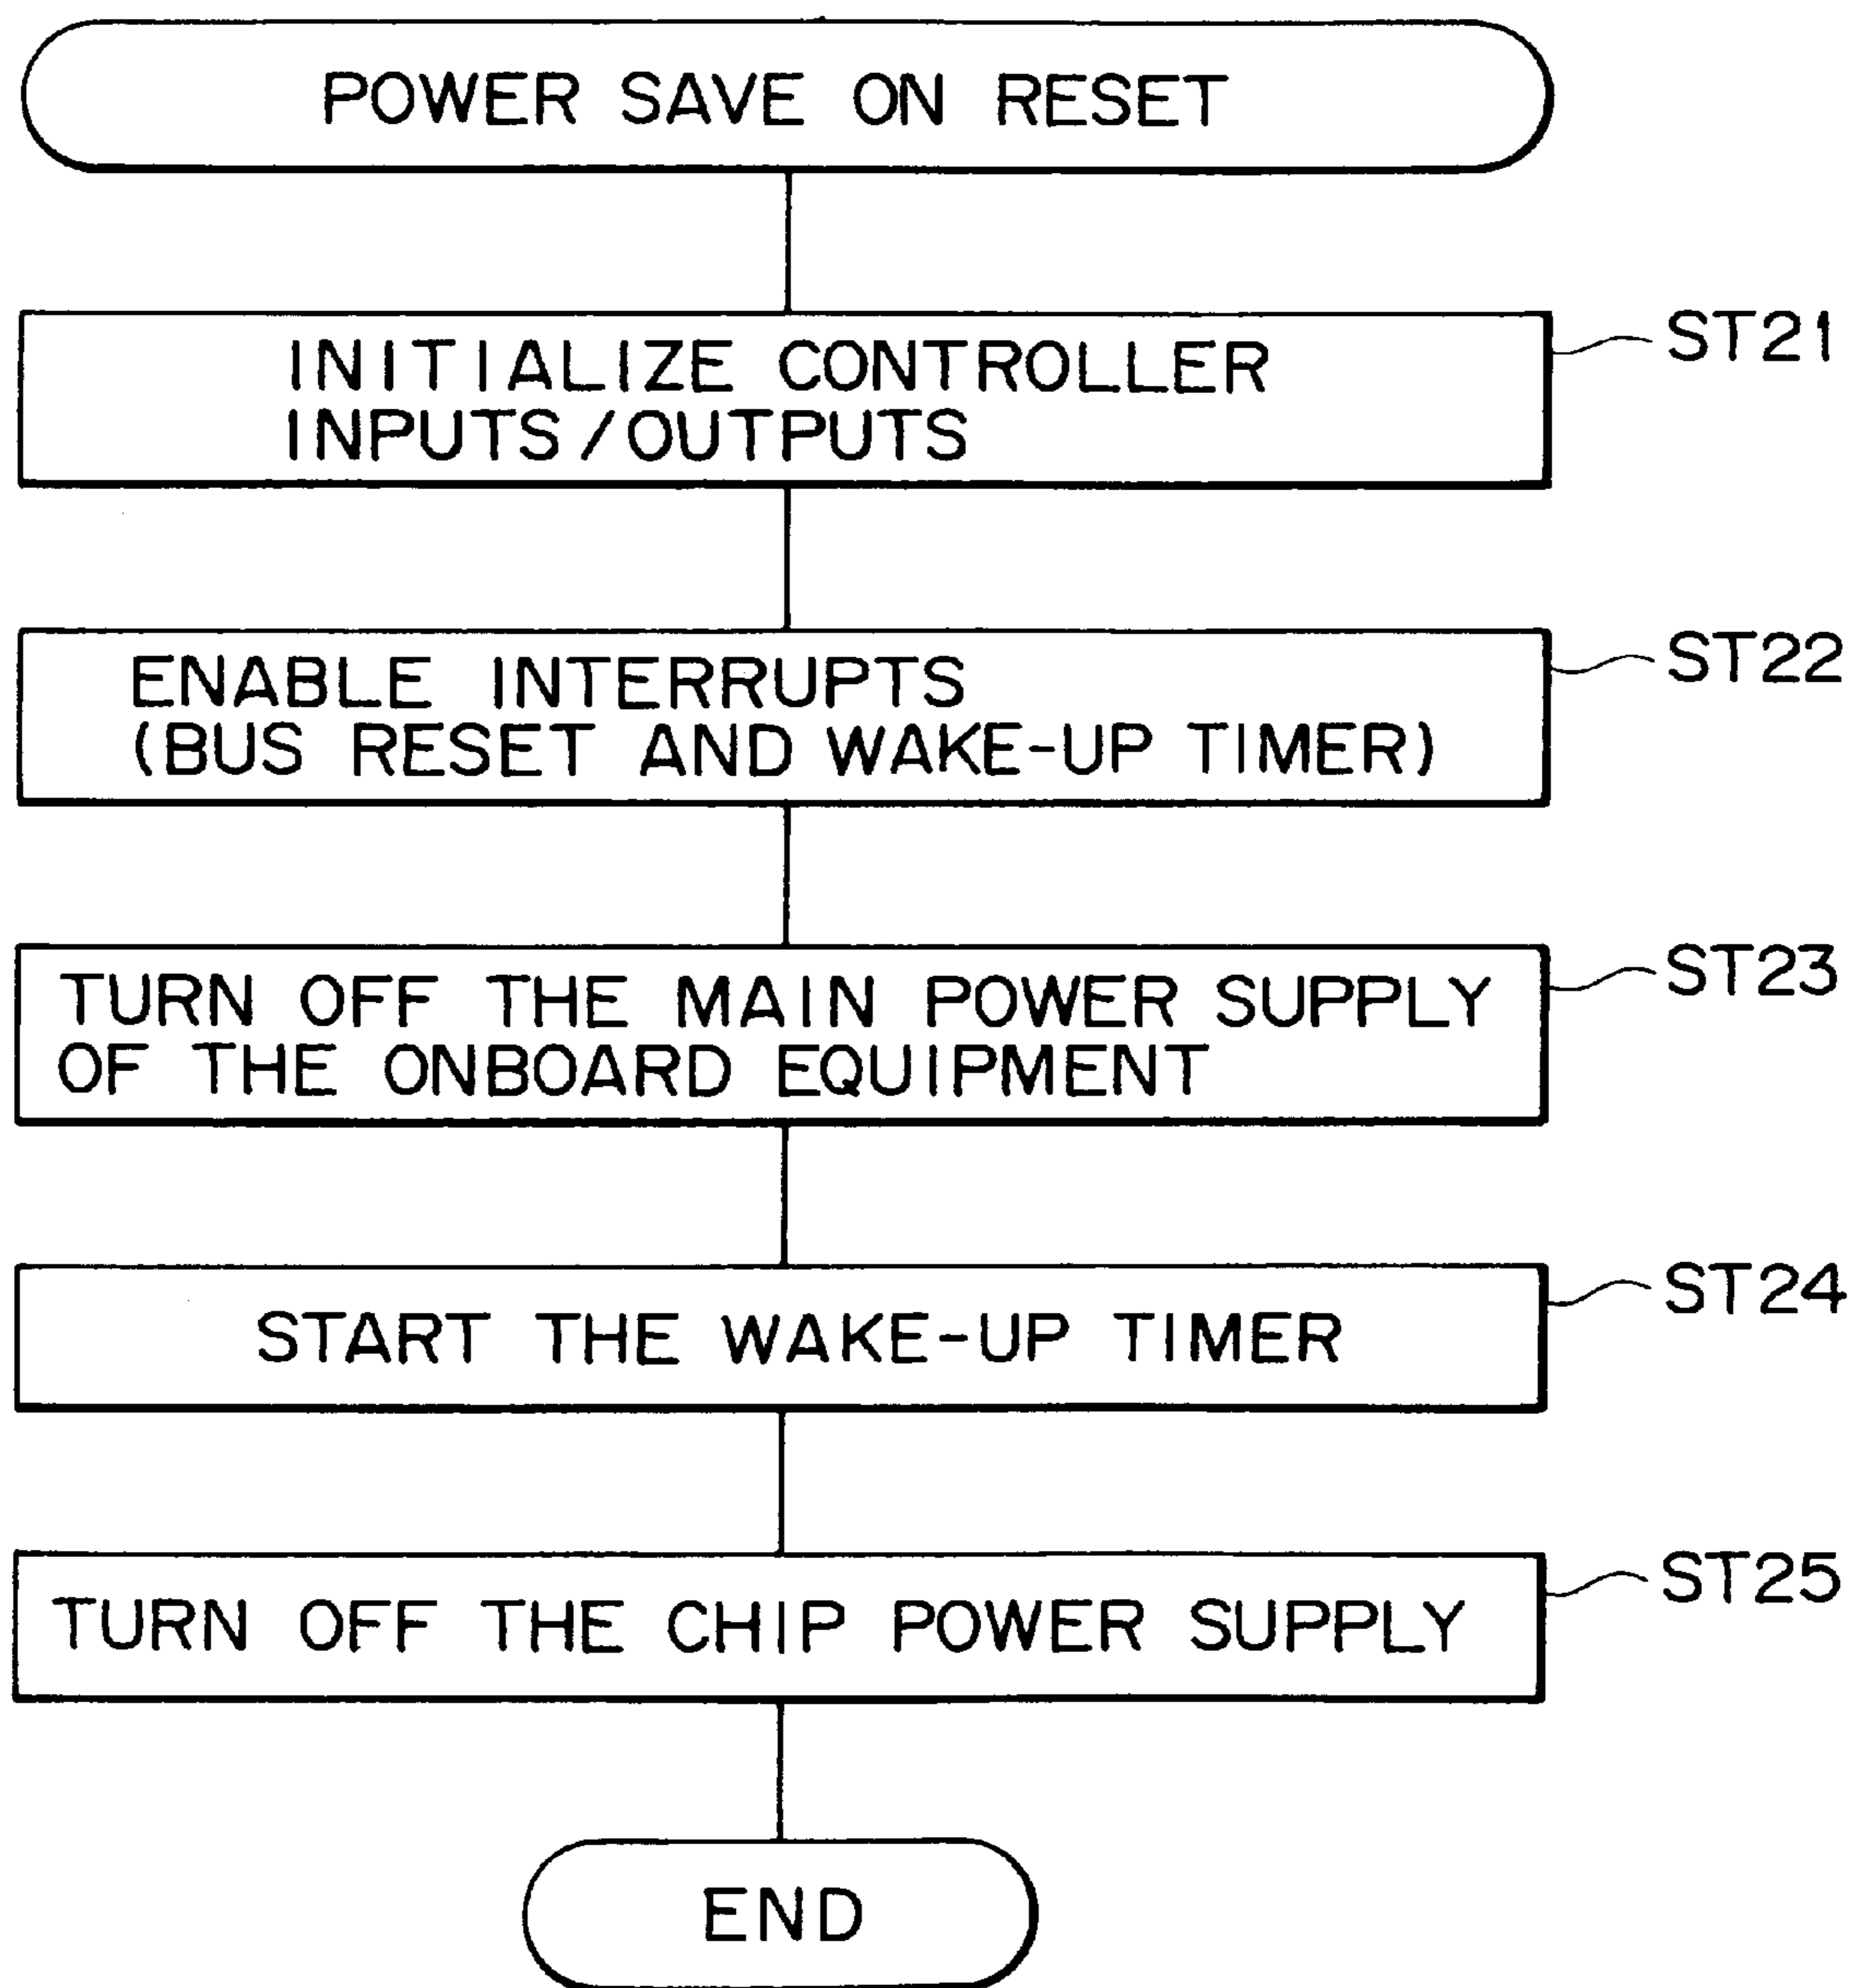 POWER SAVE ON RESET
INITIALIZE CONTROLLER
INPUTS/OUTPUTS
ST21
ENABLE INTERRUPTS
(BUS RESET AND WAKE-UP TIMER)
ST22
TURN OFF THE MAIN POWER SUPPLY
OF THE ONBOARD EQUIPMENT
ST23
START THE WAKE-UP TIMER
ST24
TURN OFF THE CHIP POWER SUPPLY
ST25
END